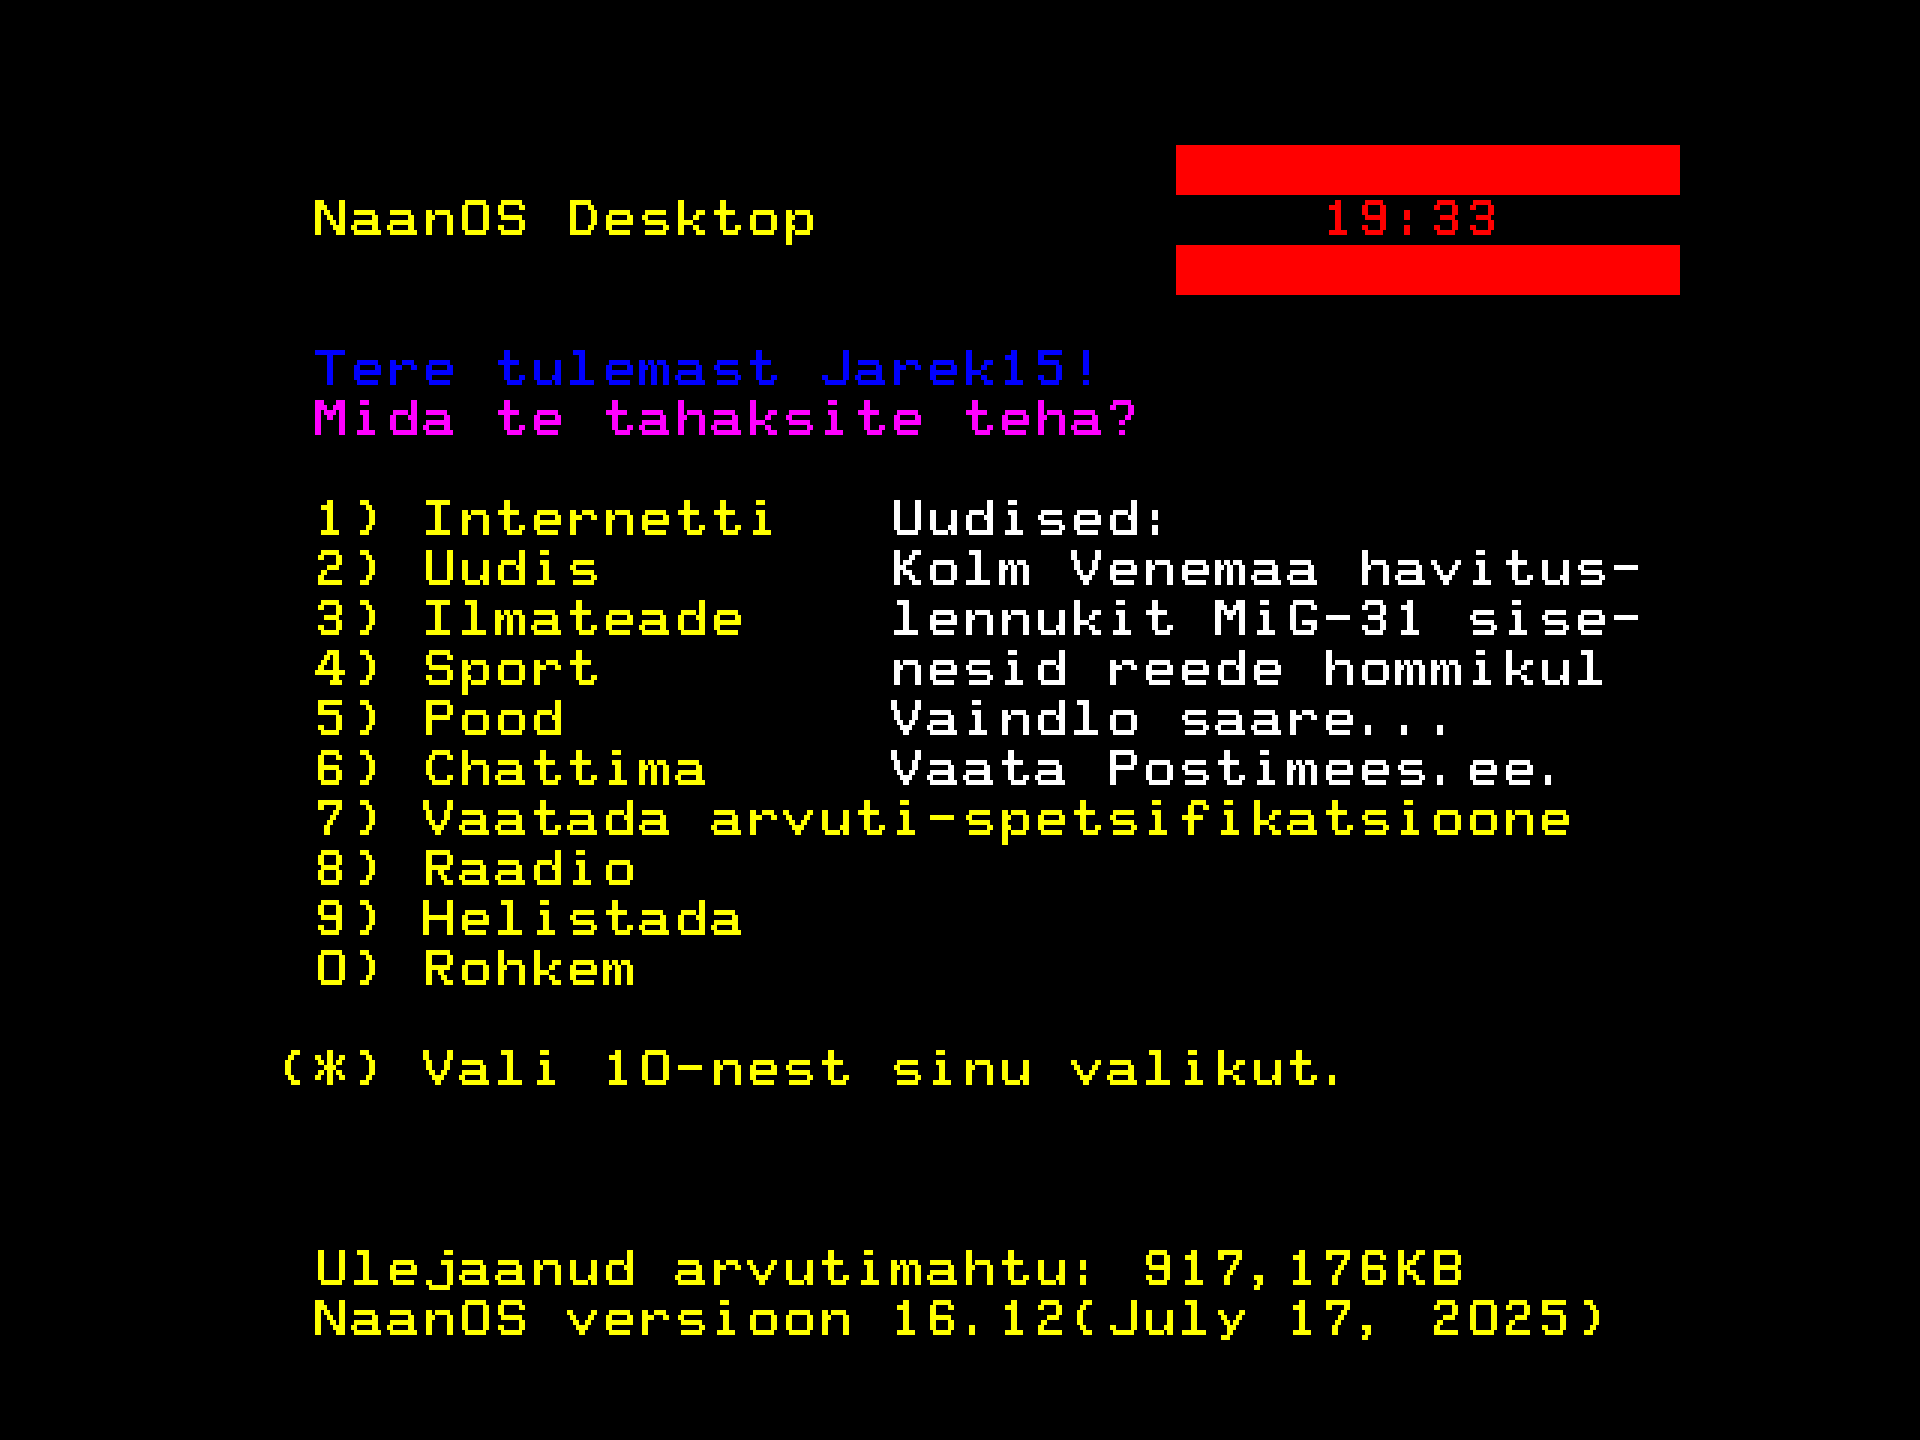 NaanOS Desktop
19:33
Tere tulemast Jarek15!
Mida te tahaksite teha?
1) Internetti
2) Uudis
3) Ilmateade
4) Sport
5) Pood
6) Chattima
7) Vaatada arvuti-spetsifikatsioone
8) Raadio
9) Helistada
0) Rohkem
Uudised:
Kolm Venemaa havitus-
lennukit MiG-31 sise-
nesid reede hommikul
Vaindlo saare...
Vaata Postimees.ee.
(*) Vali 10-nest sinu valikut.
Ulejaanud arvutimahtu: 917,176KB
NaanOS versioon 16.12(July 17, 2025)